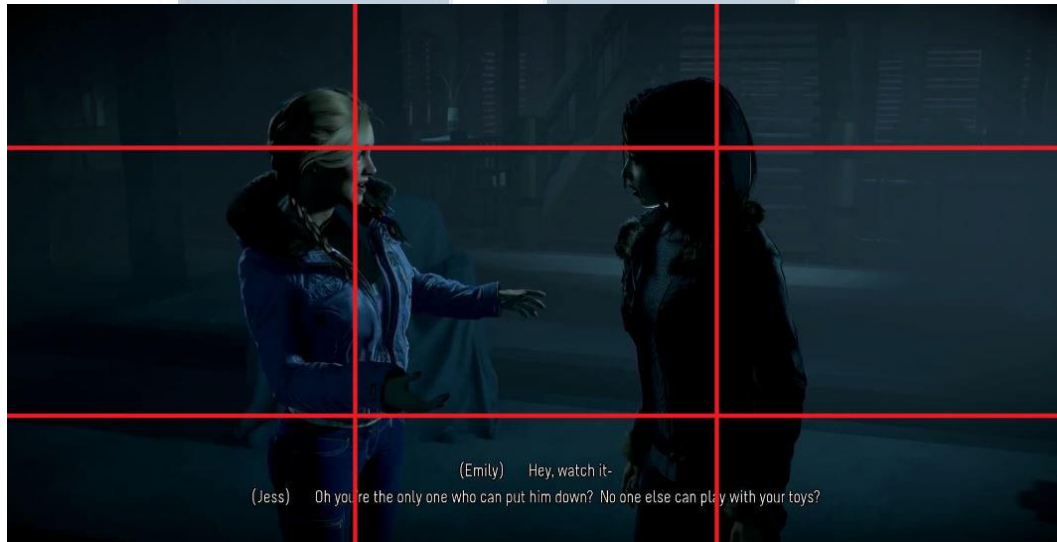 (Emily) Hey, watch it-
(Jess) Oh you're the only one who can put him down? No one else can play with your toys?